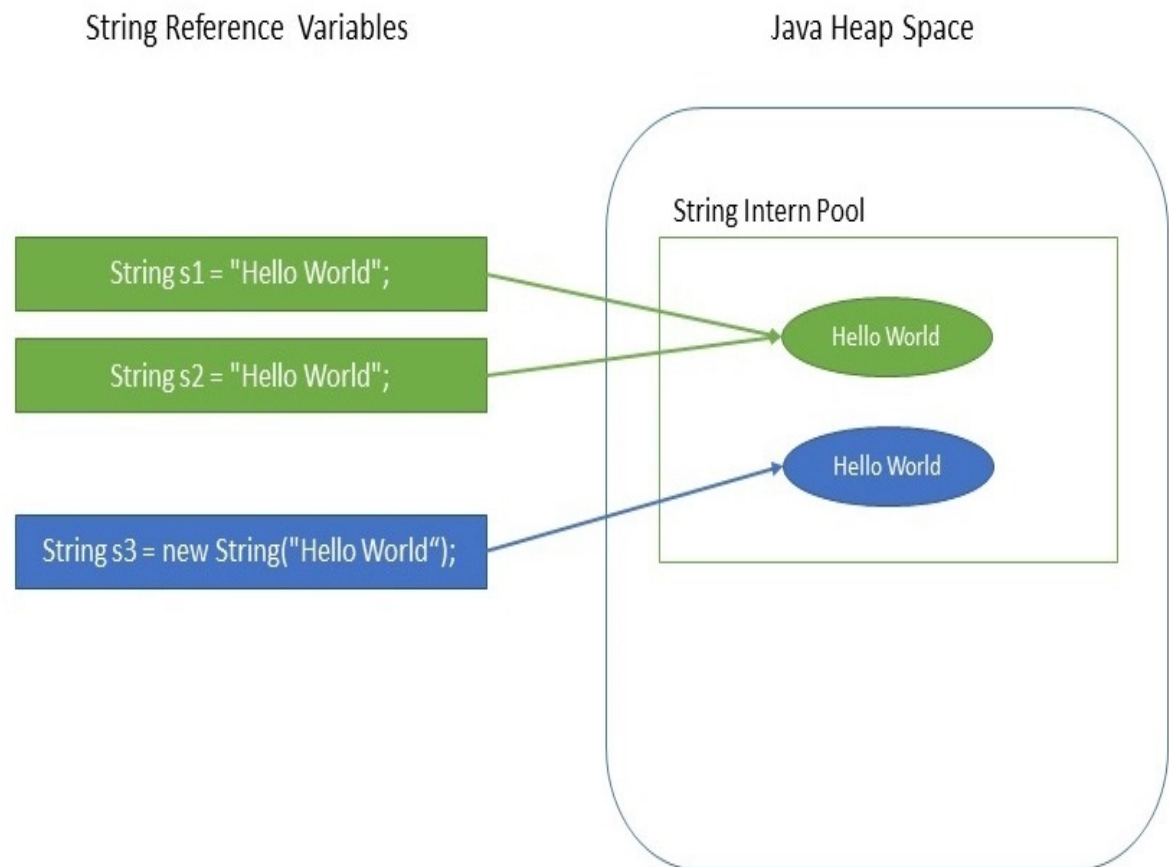 String Reference Variables
Java Heap Space
String Intern Pool
String s1 = "Hello World";
Hello World
String s2 = "Hello World";
Hello World
String s3 = new String("Hello World“);